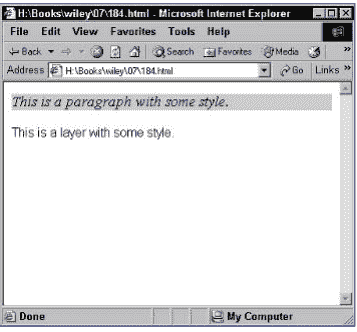 H:\Books\wiley\07\184.html - Microsoft Internet Explorer
File Edit View Favorites Tools Help
Back Search Favorites Media »
Address H:\Books\wiley\07\184.html Go Links »
This is a paragraph with some style.
This is a layer with some style.
Done My Computer